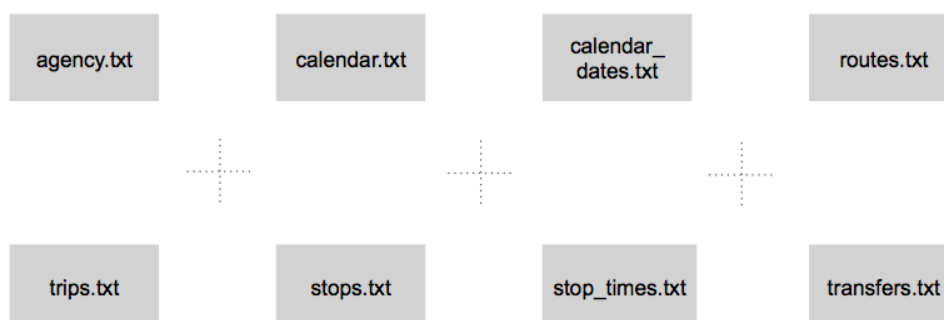 agency.txt
calendar.txt
calendar_
dates.txt
routes.txt
trips.txt
stops.txt
stop_times.txt
transfers.txt